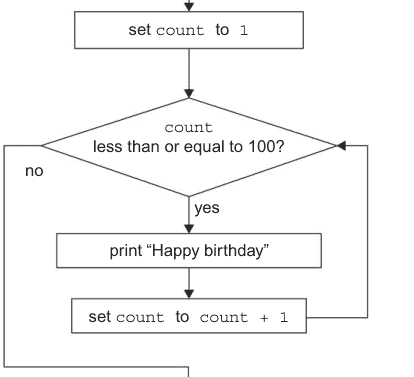 set count to 1
count
less than or equal to 100?
no
yes
print “Happy birthday”
set count to count + 1